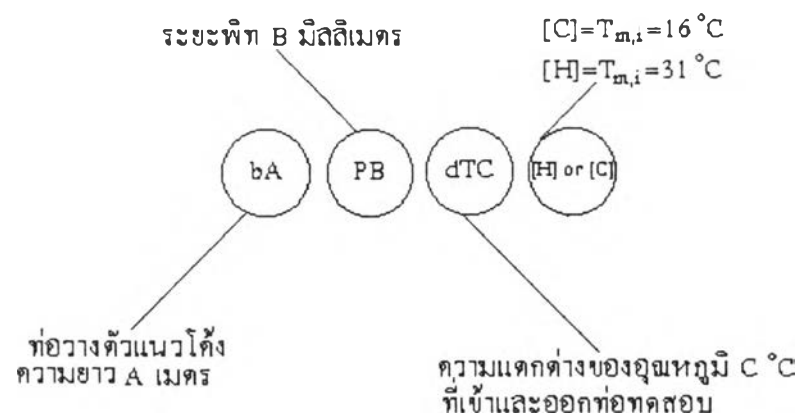 ระยะพิท B มิลลิเมตร
[C]=Tm,i=16 °C
[H]=Tm,i=31 °C
bA
PB
dTC
[H] or [C]
ท่อวางตัวแนวโค้ง
ความยาว A เมตร
ความแตกต่างของอุณหภูมิ C °C
ที่เข้าและออกท่อทดสอบ